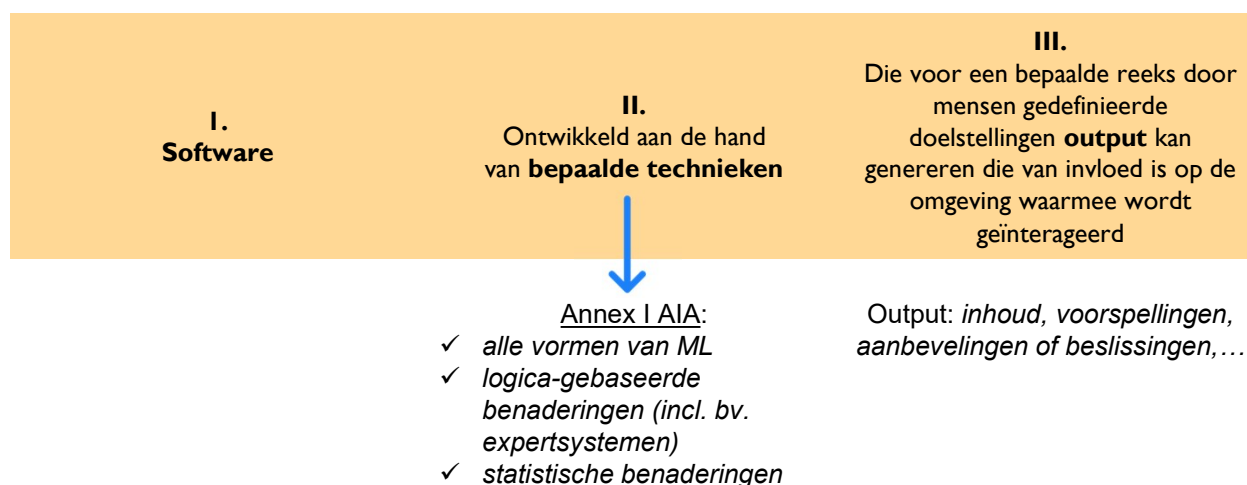 I.
Software
II.
Ontwikkeld aan de hand
van bepaalde technieken
III.
Die voor een bepaalde reeks door
mensen gedefinieerde
doelstellingen output kan
genereren die van invloed is op de
omgeving waarmee wordt
geïnterageerd
Annex I AIA:
✓ alle vormen van ML
✓ logica-gebaseerde
benaderingen (incl. bv.
expertsystemen)
✓ statistische benaderingen
Output: inhoud, voorspellingen,
aanbevelingen of beslissingen,…